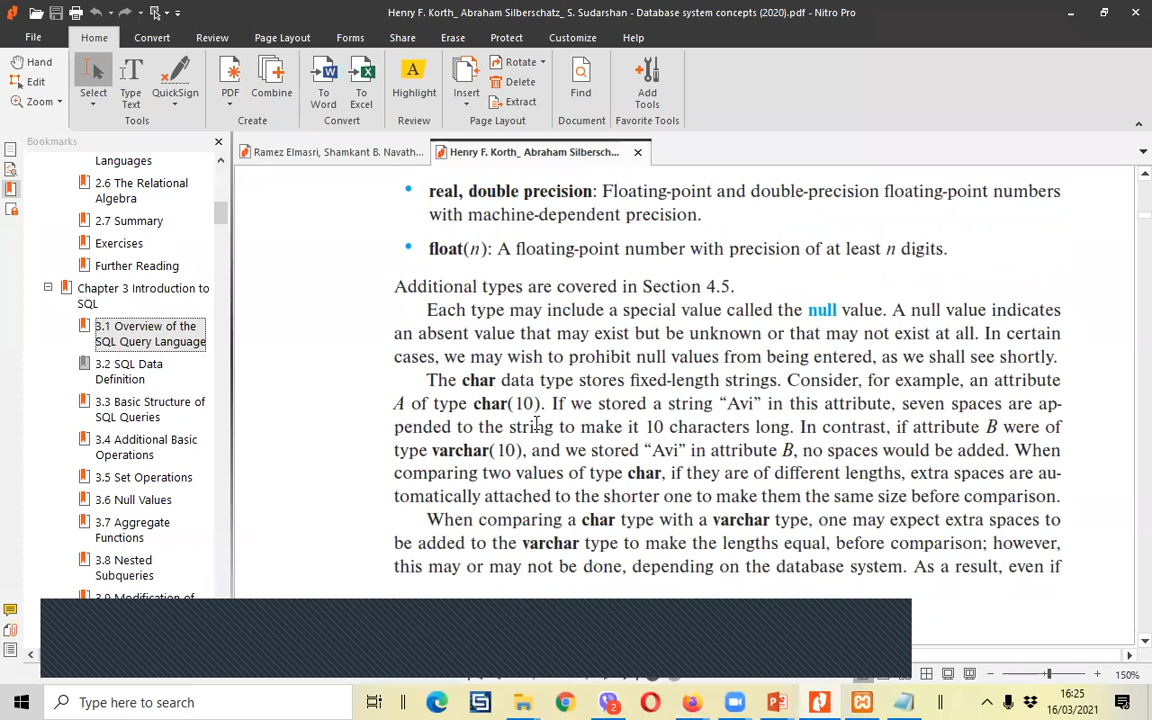 Henry F. Korth_ Abraham Silberschatz_ S. Sudarshan - Database system concepts (2020).pdf - Nitro Pro
File Home Convert Review Page Layout Forms Share Erase Protect Customize Help
Hand
Edit
Zoom
Select
Type Text
QuickSign
Tools
PDF
Combine
Create
To Word
To Excel
Convert
Highlight
Review
Insert
Rotate
Delete
Extract
Page Layout
Find
Document
Add Tools
Favorite Tools
Bookmarks
Ramez Elmasri, Shamkant B. Navath...
Henry F. Korth_ Abraham Silbersch...
Languages
2.6 The Relational
Algebra
2.7 Summary
Exercises
Further Reading
Chapter 3 Introduction to
SQL
3.1 Overview of the
SQL Query Language
3.2 SQL Data
Definition
3.3 Basic Structure of
SQL Queries
3.4 Additional Basic
Operations
3.5 Set Operations
3.6 Null Values
3.7 Aggregate
Functions
3.8 Nested
Subqueries
3.9 Modification of
• real, double precision: Floating-point and double-precision floating-point numbers
with machine-dependent precision.
• float(n): A floating-point number with precision of at least n digits.
Additional types are covered in Section 4.5.
Each type may include a special value called the null value. A null value indicates
an absent value that may exist but be unknown or that may not exist at all. In certain
cases, we may wish to prohibit null values from being entered, as we shall see shortly.
The char data type stores fixed-length strings. Consider, for example, an attribute
A of type char(10). If we stored a string “Avi” in this attribute, seven spaces are ap-
pended to the string to make it 10 characters long. In contrast, if attribute B were of
type varchar(10), and we stored “Avi” in attribute B, no spaces would be added. When
comparing two values of type char, if they are of different lengths, extra spaces are au-
tomatically attached to the shorter one to make them the same size before comparison.
When comparing a char type with a varchar type, one may expect extra spaces to
be added to the varchar type to make the lengths equal, before comparison; however,
this may or may not be done, depending on the database system. As a result, even if
150%
Type here to search
2
16:25
16/03/2021